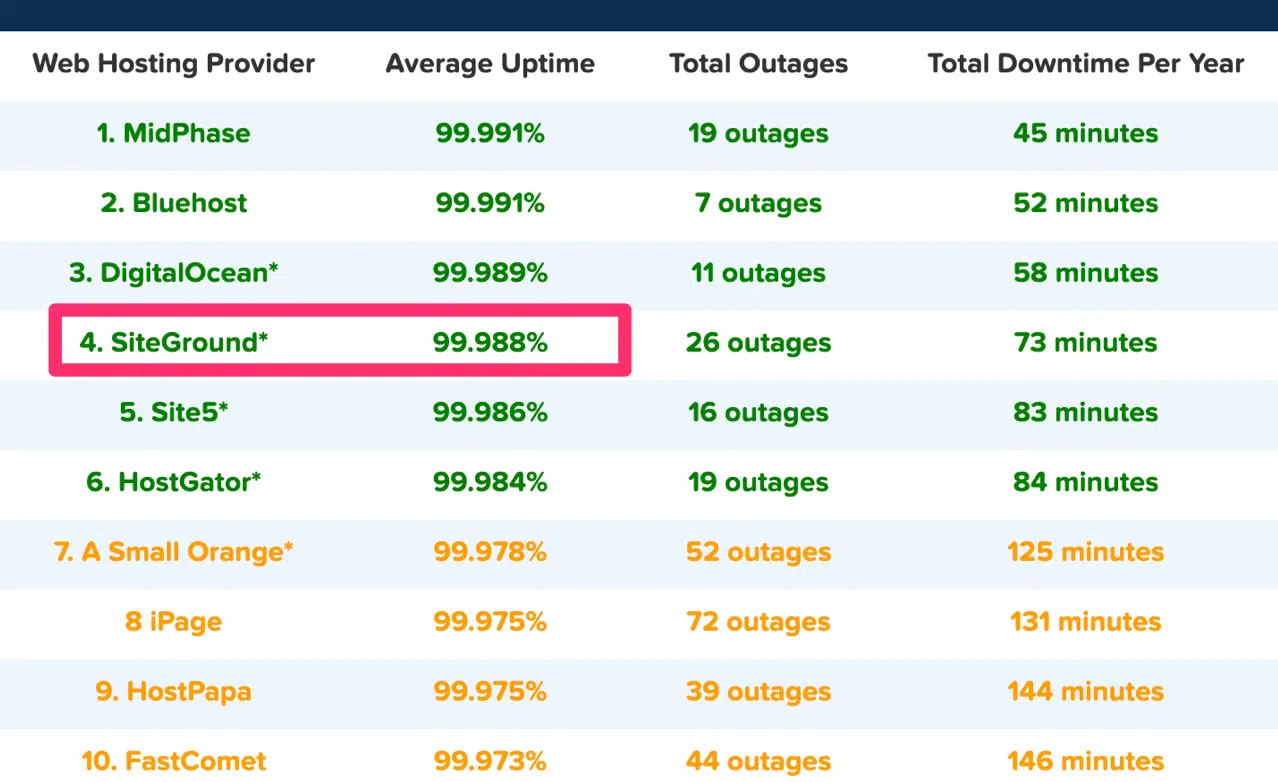 Web Hosting Provider Average Uptime Total Outages Total Downtime Per Year
1. MidPhase 99.991% 19 outages 45 minutes
2. Bluehost 99.991% 7 outages 52 minutes
3. DigitalOcean* 99.989% 11 outages 58 minutes
4. SiteGround* 99.988% 26 outages 73 minutes
5. Site5* 99.986% 16 outages 83 minutes
6. HostGator* 99.984% 19 outages 84 minutes
7. A Small Orange* 99.978% 52 outages 125 minutes
8 iPage 99.975% 72 outages 131 minutes
9. HostPapa 99.975% 39 outages 144 minutes
10. FastComet 99.973% 44 outages 146 minutes